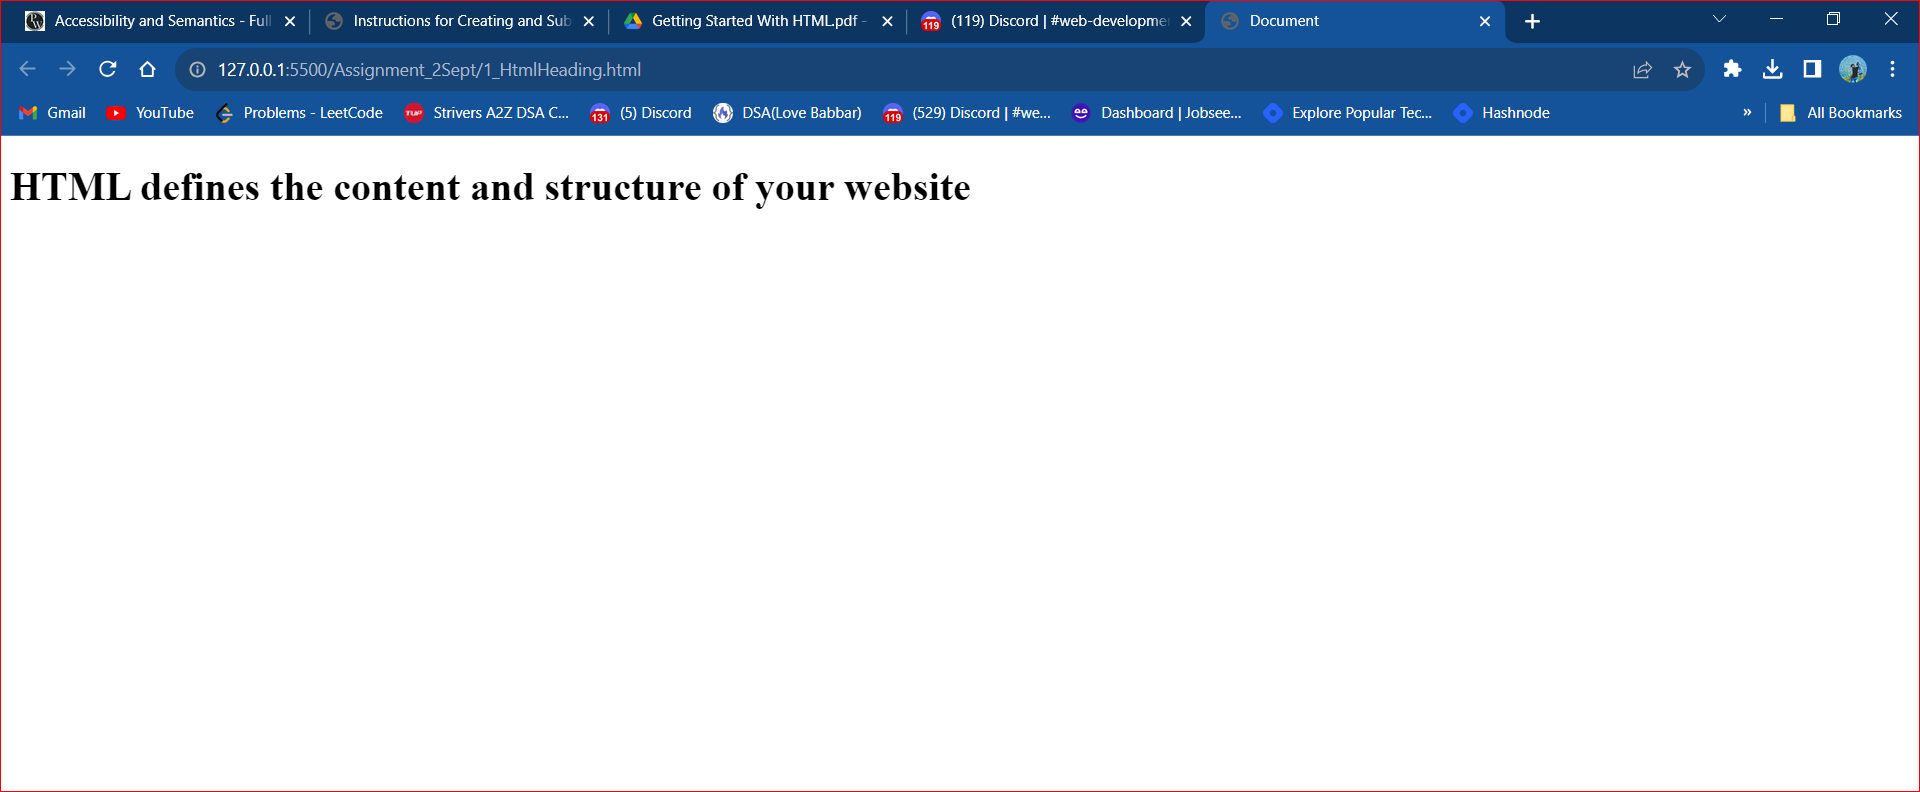 Accessibility and Semantics - Full
Instructions for Creating and Sub
Getting Started With HTML.pdf -
119
(119) Discord | #web-developmen
Document
127.0.0.1:5500/Assignment_2Sept/1_HtmlHeading.html
Gmail
YouTube
Problems - LeetCode
TUF
Strivers A2Z DSA C...
131
(5) Discord
DSA(Love Babbar)
119
(529) Discord | #we...
Dashboard | Jobsee...
Explore Popular Tec...
Hashnode
»
All Bookmarks
HTML defines the content and structure of your website